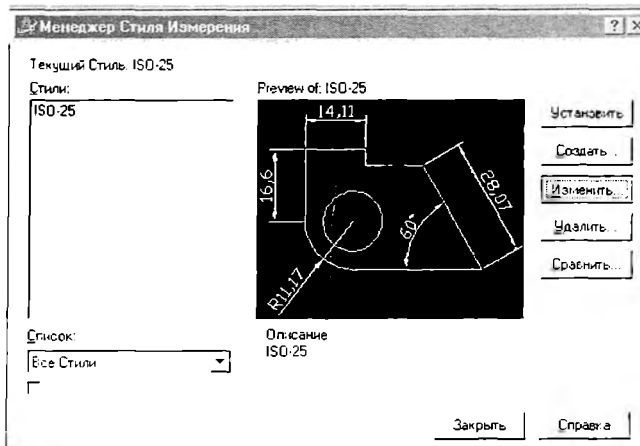 Менеджер Стиля Измерения
Текущий Стиль: ISO-25
Стили:
ISO-25
Preview of: ISO-25
14,11
16,6
28,07
60°
R11,17
Установить
Создать...
Изменить...
Удалить...
Сравнить...
Список:
Все Стили
Описание
ISO-25
Закрыть
Справка